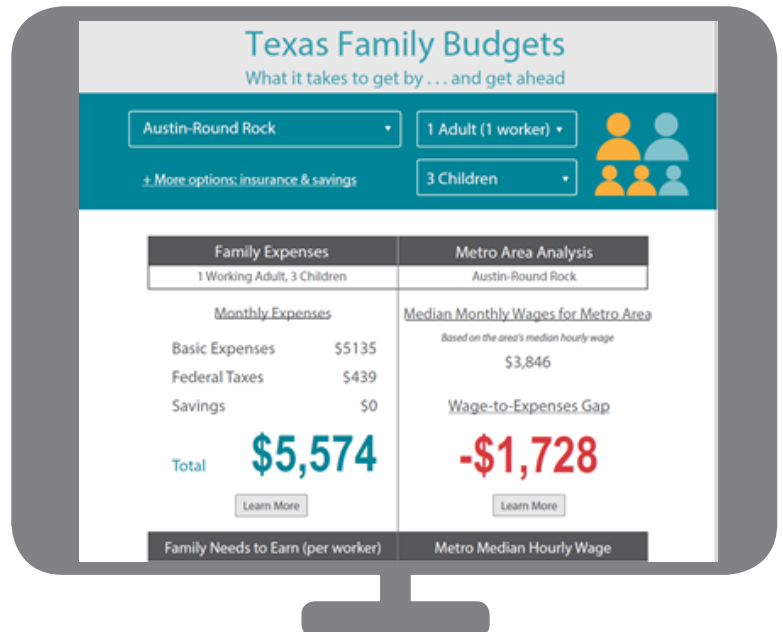 Texas Family Budgets
What it takes to get by . . . and get ahead
Austin-Round Rock
1 Adult (1 worker)
+ More options: insurance & savings
3 Children
Family Expenses
Metro Area Analysis
1 Working Adult, 3 Children
Austin-Round Rock
Monthly Expenses
Median Monthly Wages for Metro Area
Based on the area's median hourly wage
Basic Expenses $5135
$3,846
Federal Taxes $439
Savings $0
Wage-to-Expenses Gap
Total $5,574
-$1,728
Learn More
Learn More
Family Needs to Earn (per worker)
Metro Median Hourly Wage